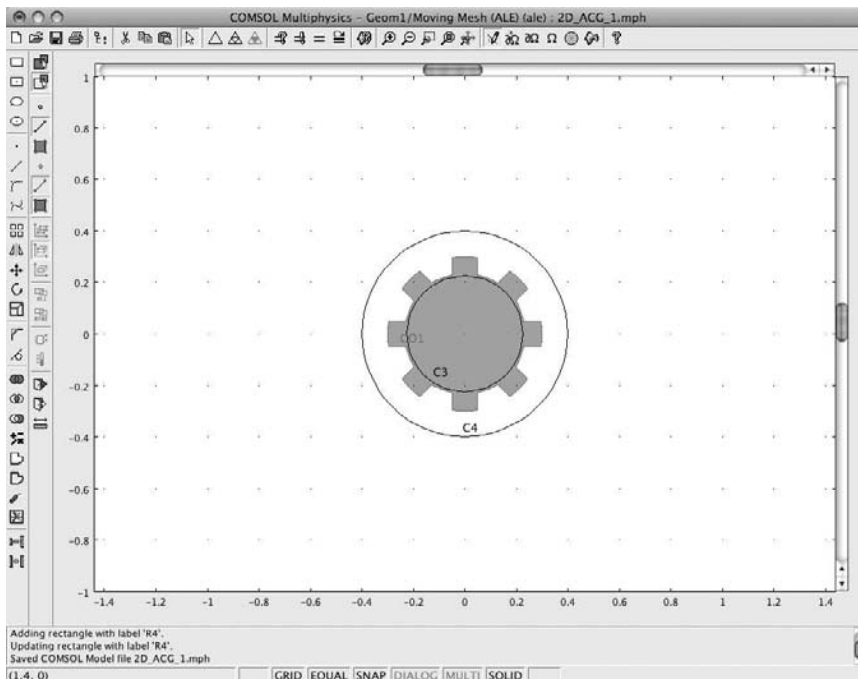 COMSOL Multiphysics - Geom1/Moving Mesh (ALE) (ale) : 2D_ACG_1.mph
1
0.8
0.6
0.4
0.2
0
-0.2
-0.4
-0.6
-0.8
-1
CO1
C3
C4
-1.4 -1.2 -1 -0.8 -0.6 -0.4 -0.2 0 0.2 0.4 0.6 0.8 1 1.2 1.4
Adding rectangle with label 'R4'.
Updating rectangle with label 'R4'.
Saved COMSOL Model file 2D_ACG_1.mph
(1.4, 0) GRID EQUAL SNAP DIALOG MULTI SOLID